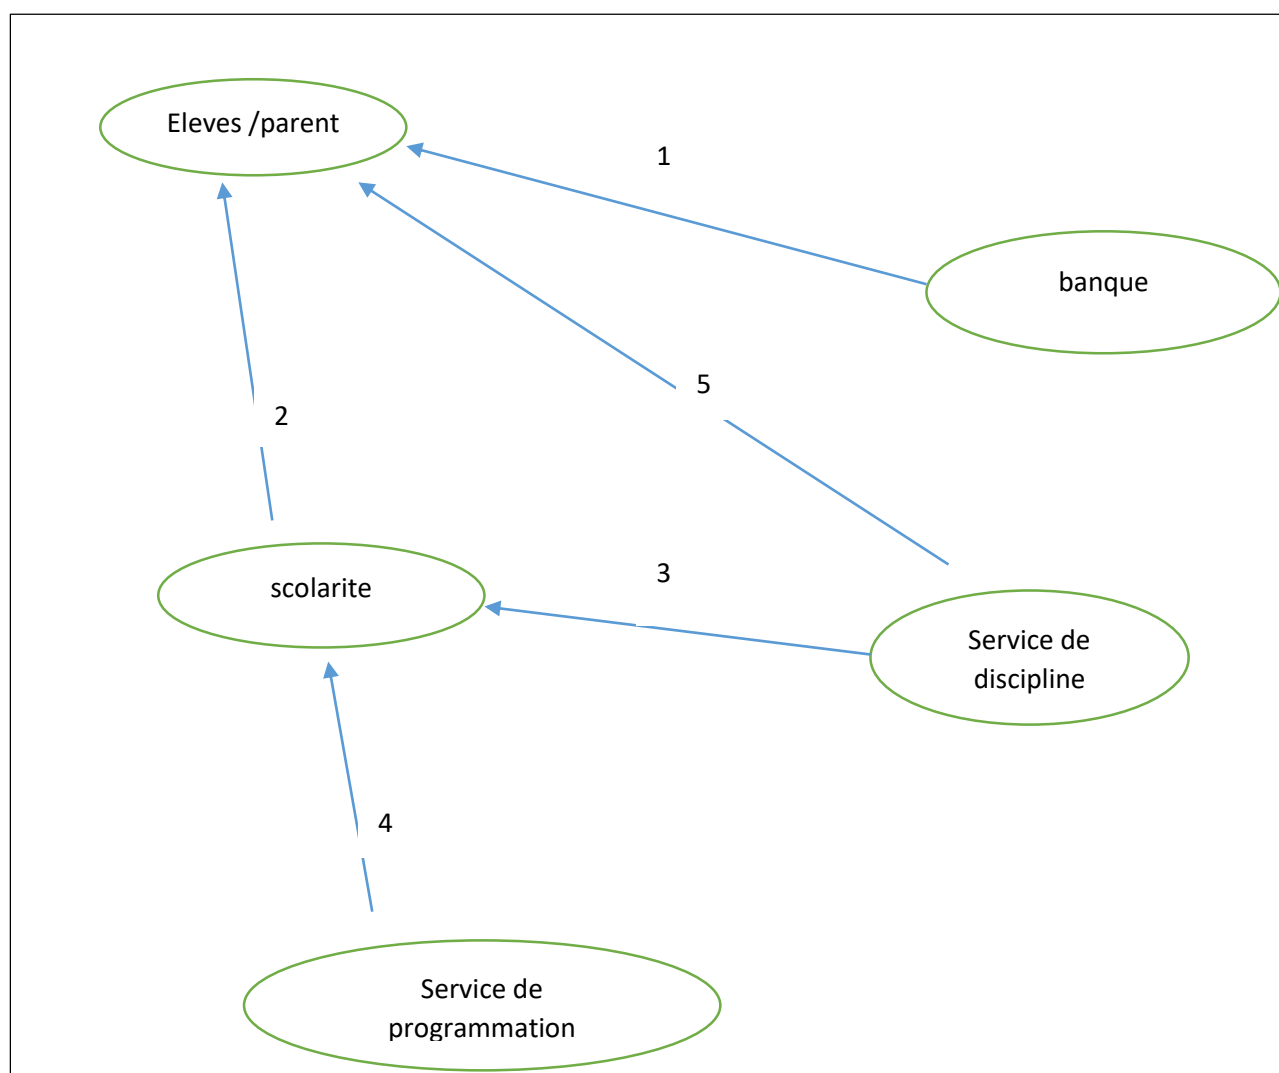 Eleves /parent
1
banque
5
2
3
scolarite
Service de
discipline
4
Service de
programmation